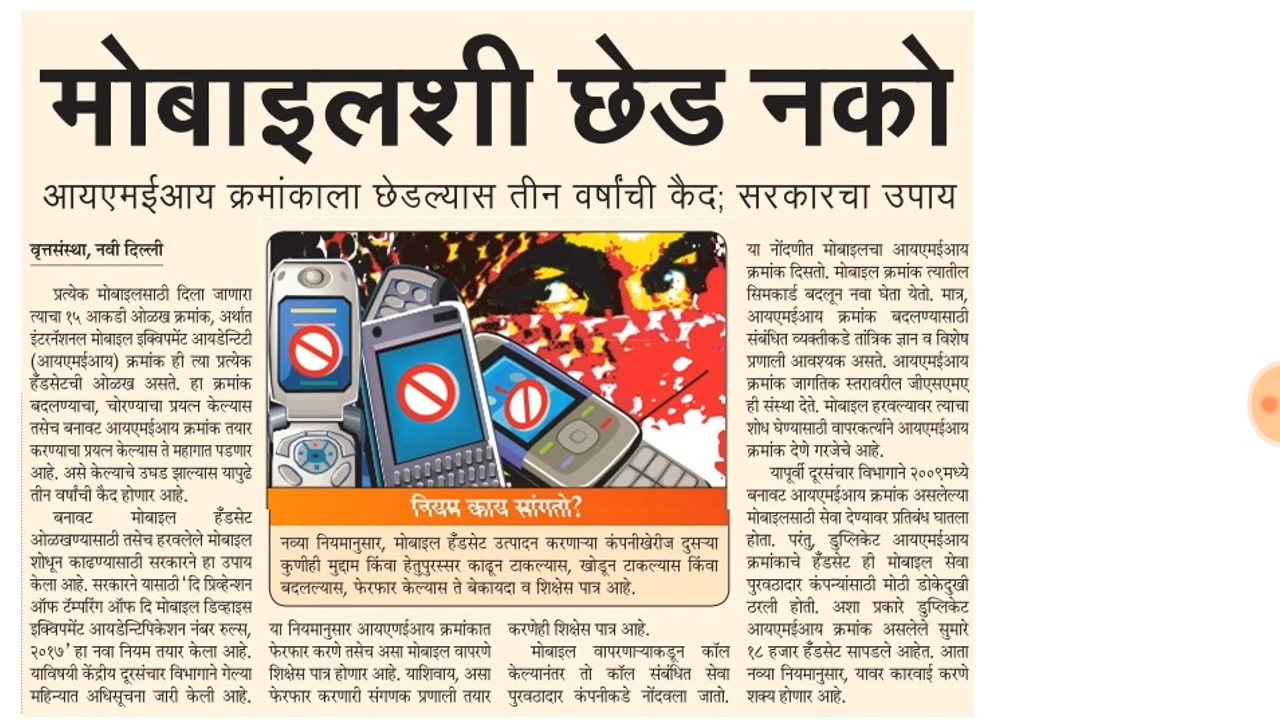 मोबाइलशी छेड नको
आयएमईआय क्रमांकाला छेडल्यास तीन वर्षांची कैद; सरकारचा उपाय
वृत्तसंस्था, नवी दिल्ली
प्रत्येक मोबाइलसाठी दिला जाणारा
त्याचा १५ आकडी ओळख क्रमांक, अर्थात
इंटरनॅशनल मोबाइल इक्विपमेंट आयडेन्टिटी
(आयएमईआय) क्रमांक ही त्या प्रत्येक
हँडसेटची ओळख असते. हा क्रमांक
बदलण्याचा, चोरण्याचा प्रयत्न केल्यास
तसेच बनावट आयएमईआय क्रमांक तयार
करण्याचा प्रयत्न केल्यास ते महागात पडणार
आहे. असे केल्याचे उघड झाल्यास यापुढे
तीन वर्षांची कैद होणार आहे.
बनावट मोबाइल हँडसेट
ओळखण्यासाठी तसेच हरवलेले मोबाइल
शोधून काढण्यासाठी सरकारने हा उपाय
केला आहे. सरकारने यासाठी ‘दि प्रिव्हेन्शन
ऑफ टॅम्परिंग ऑफ दि मोबाइल डिव्हाइस
इक्विपमेंट आयडेन्टिपिकेशन नंबर रुल्स,
२०१७’ हा नवा नियम तयार केला आहे.
याविषयी केंद्रीय दूरसंचार विभागाने गेल्या
महिन्यात अधिसूचना जारी केली आहे.
नियम काय सांगतो?
नव्या नियमानुसार, मोबाइल हँडसेट उत्पादन करणाऱ्या कंपनीखेरीज दुसऱ्या
कुणीही मुद्दाम किंवा हेतुपुरस्सर काढून टाकल्यास, खोडून टाकल्यास किंवा
बदलल्यास, फेरफार केल्यास ते बेकायदा व शिक्षेस पात्र आहे.
या नियमानुसार आयएणईआय क्रमांकात
फेरफार करणे तसेच असा मोबाइल वापरणे
शिक्षेस पात्र होणार आहे. याशिवाय, असा
फेरफार करणारी संगणक प्रणाली तयार
करणेही शिक्षेस पात्र आहे.
मोबाइल वापरणाऱ्याकडून कॉल
केल्यानंतर तो कॉल संबंधित सेवा
पुरवठादार कंपनीकडे नोंदवला जातो.
या नोंदणीत मोबाइलचा आयएमईआय
क्रमांक दिसतो. मोबाइल क्रमांक त्यातील
सिमकार्ड बदलून नवा घेता येतो. मात्र,
आयएमईआय क्रमांक बदलण्यासाठी
संबंधित व्यक्तीकडे तांत्रिक ज्ञान व विशेष
प्रणाली आवश्यक असते. आयएमईआय
क्रमांक जागतिक स्तरावरील जीएसएमए
ही संस्था देते. मोबाइल हरवल्यावर त्याचा
शोध घेण्यासाठी वापरकर्त्याने आयएमईआय
क्रमांक देणे गरजेचे आहे.
यापूर्वी दूरसंचार विभागाने २००९मध्ये
बनावट आयएमईआय क्रमांक असलेल्या
मोबाइलसाठी सेवा देण्यावर प्रतिबंध घातला
होता. परंतु, डुप्लिकेट आयएमईआय
क्रमांकाचे हँडसेट ही मोबाइल सेवा
पुरवठादार कंपन्यांसाठी मोठी डोकेदुखी
ठरली होती. अशा प्रकारे डुप्लिकेट
आयएमईआय क्रमांक असलेले सुमारे
१८ हजार हँडसेट सापडले आहेत. आता
नव्या नियमानुसार, यावर कारवाई करणे
शक्य होणार आहे.